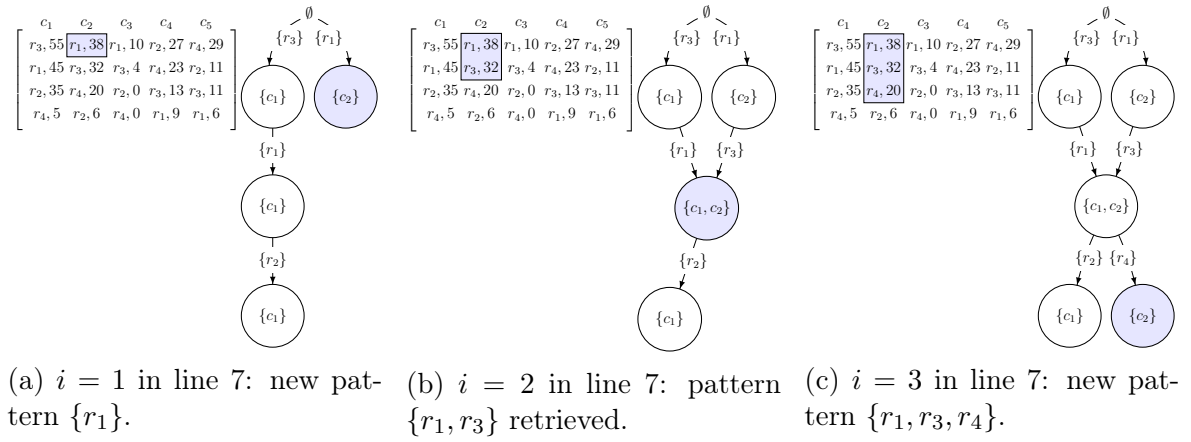 c1 c2 c3 c4 c5
r3, 55 r1, 38 r1, 10 r2, 27 r4, 29
r1, 45 r3, 32 r3, 4 r4, 23 r2, 11
r2, 35 r4, 20 r2, 0 r3, 13 r3, 11
r4, 5 r2, 6 r4, 0 r1, 9 r1, 6
∅
{r3} {r1}
{c1} {c2}
{r1}
{c1}
{r2}
{c1}
(a) i = 1 in line 7: new pat-
tern {r1}.
c1 c2 c3 c4 c5
r3, 55 r1, 38 r1, 10 r2, 27 r4, 29
r1, 45 r3, 32 r3, 4 r4, 23 r2, 11
r2, 35 r4, 20 r2, 0 r3, 13 r3, 11
r4, 5 r2, 6 r4, 0 r1, 9 r1, 6
∅
{r3} {r1}
{c1} {c2}
{r1} {r3}
{c1, c2}
{r2}
{c1}
(b) i = 2 in line 7: pattern
{r1, r3} retrieved.
c1 c2 c3 c4 c5
r3, 55 r1, 38 r1, 10 r2, 27 r4, 29
r1, 45 r3, 32 r3, 4 r4, 23 r2, 11
r2, 35 r4, 20 r2, 0 r3, 13 r3, 11
r4, 5 r2, 6 r4, 0 r1, 9 r1, 6
∅
{r3} {r1}
{c1} {c2}
{r1} {r3}
{c1, c2}
{r2} {r4}
{c1} {c2}
(c) i = 3 in line 7: new pat-
tern {r1, r3, r4}.